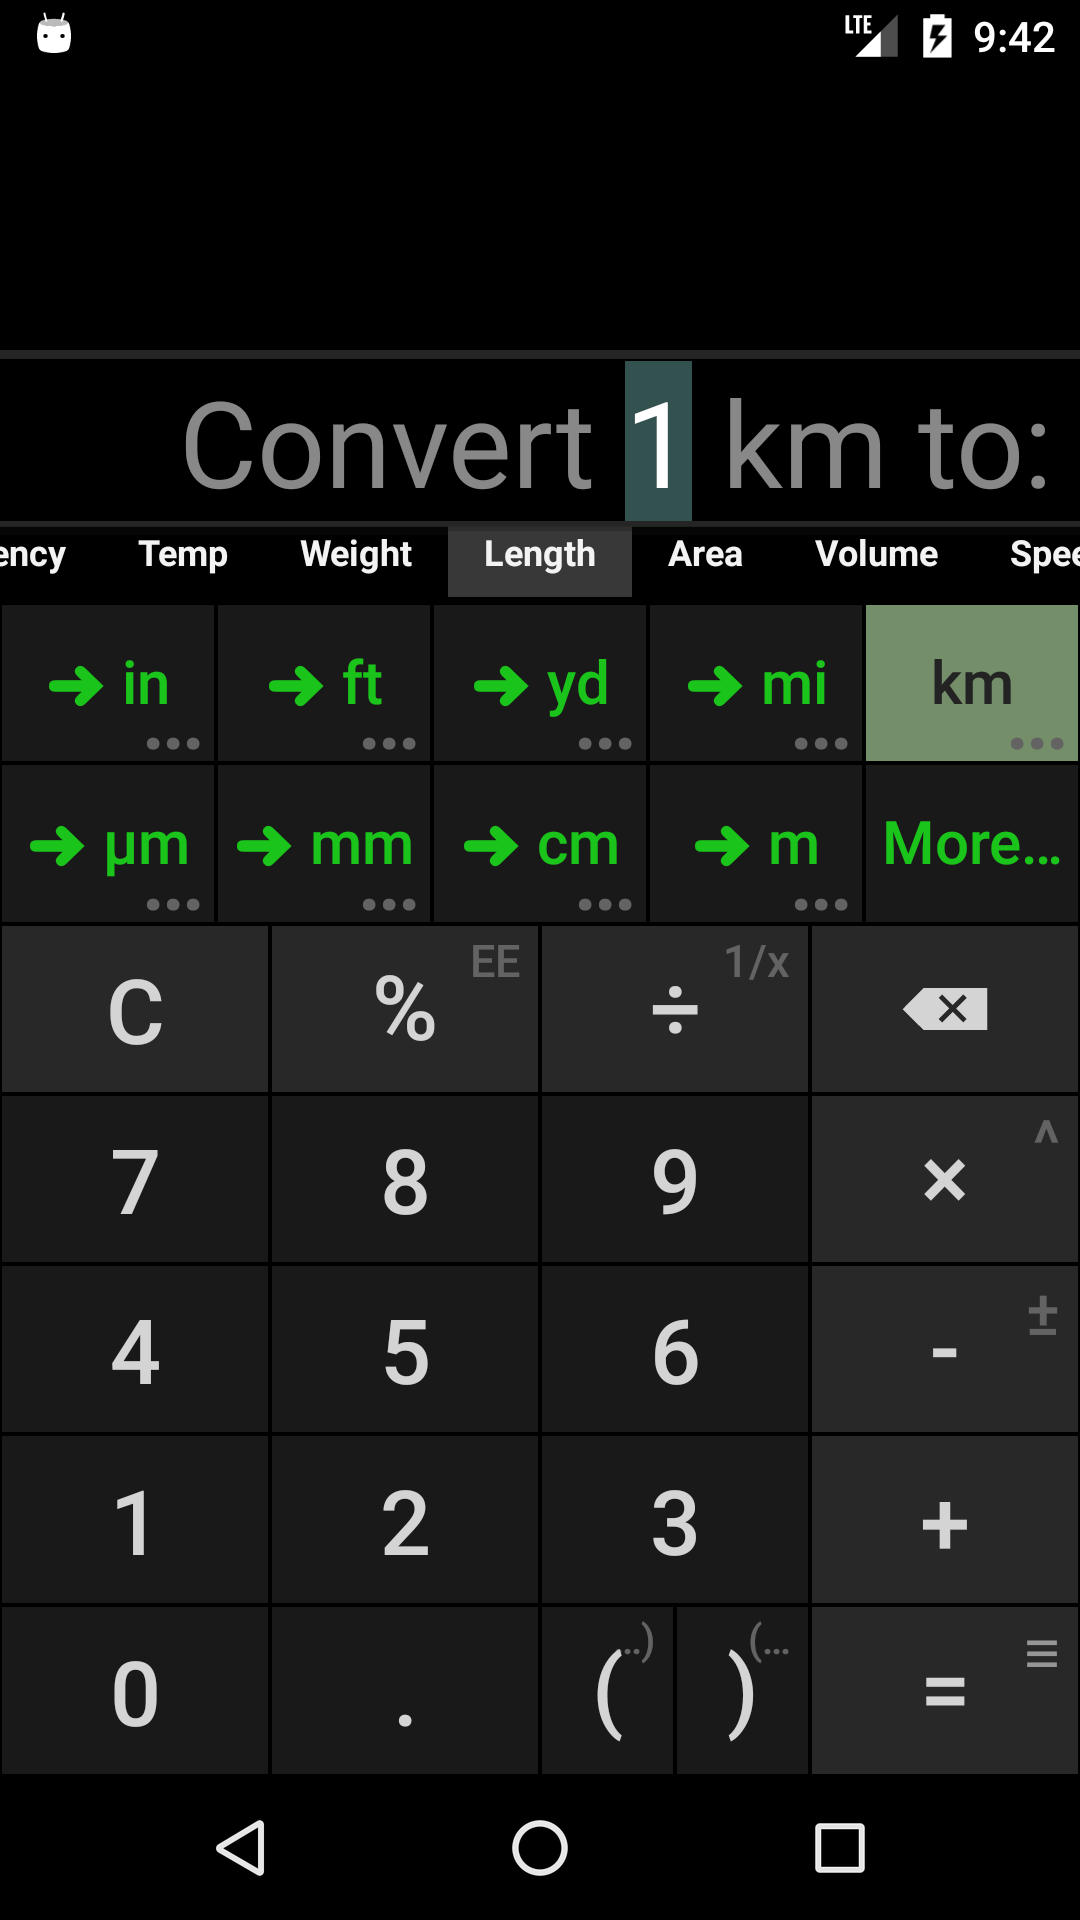 LTE 9:42
Convert 1 km to:
ency Temp Weight Length Area Volume Spee
in ft yd mi km
µm mm cm m More...
C % EE ÷ 1/x
7 8 9 × ^
4 5 6 - ±
1 2 3 +
0 . ( ..) ) (... =